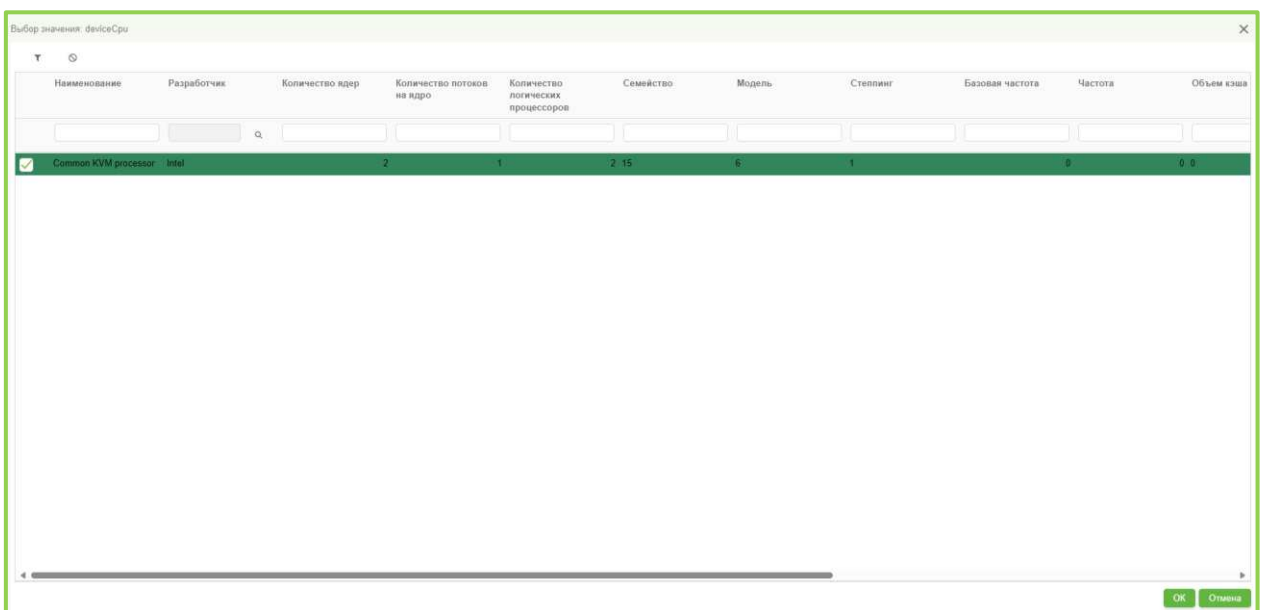 Выбор значения: deviceCpu
Наименование Разработчик Количество ядер Количество потоков на ядро Количество логических процессоров Семейство Модель Степпинг Базовая частота Частота Объем кэша
Common KVM processor Intel 2 1 2 15 6 1 0 0 0
OK Отмена